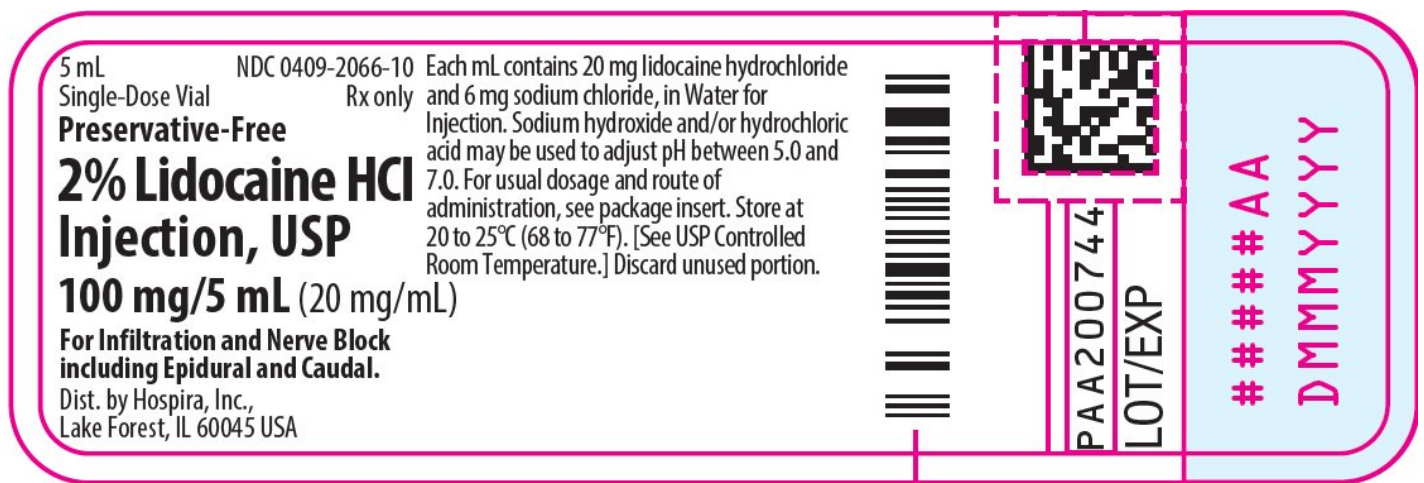 5 mL NDC 0409-2066-10
Single-Dose Vial Rx only
Preservative-Free
2% Lidocaine HCl
Injection, USP
100 mg/5 mL (20 mg/mL)
For Infiltration and Nerve Block
including Epidural and Caudal.
Dist. by Hospira, Inc.,
Lake Forest, IL 60045 USA
Each mL contains 20 mg lidocaine hydrochloride
and 6 mg sodium chloride, in Water for
Injection. Sodium hydroxide and/or hydrochloric
acid may be used to adjust pH between 5.0 and
7.0. For usual dosage and route of
administration, see package insert. Store at
20 to 25°C (68 to 77°F). [See USP Controlled
Room Temperature.] Discard unused portion.
PAA200744
LOT/EXP
#####AA
DMMMYYYY